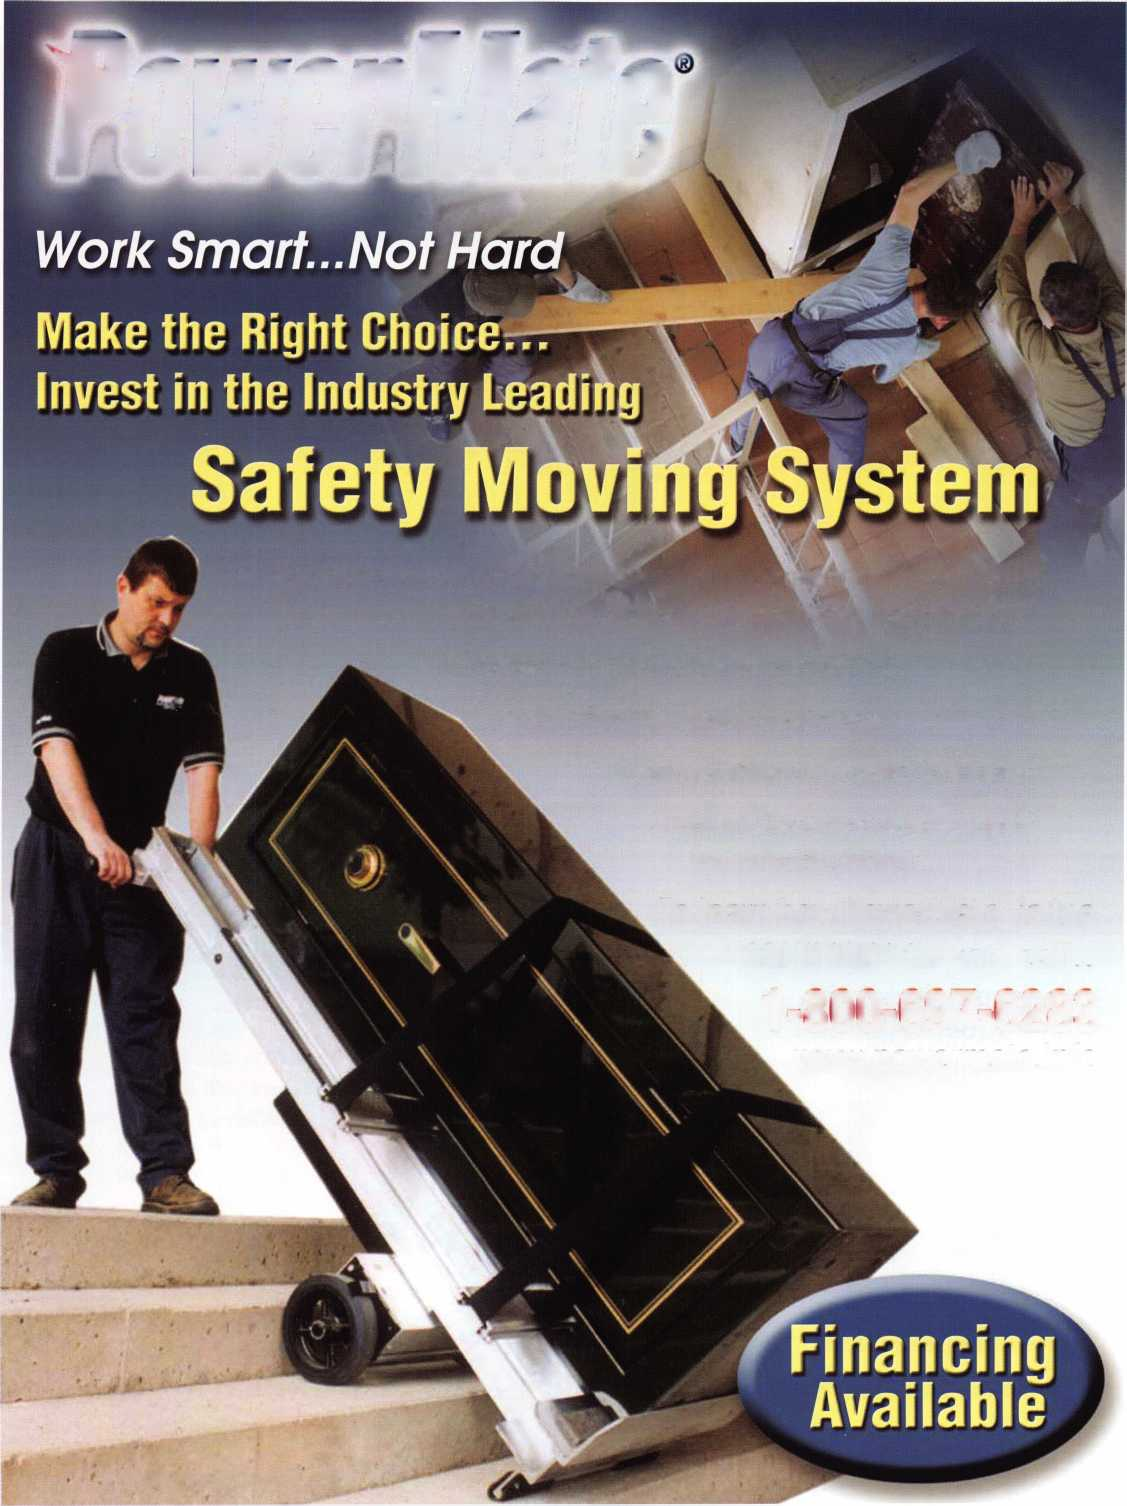 PowerMate®
Work Smart...Not Hard
Make the Right Choice...
Invest in the Industry Leading
Safety Moving System
Financing
Available